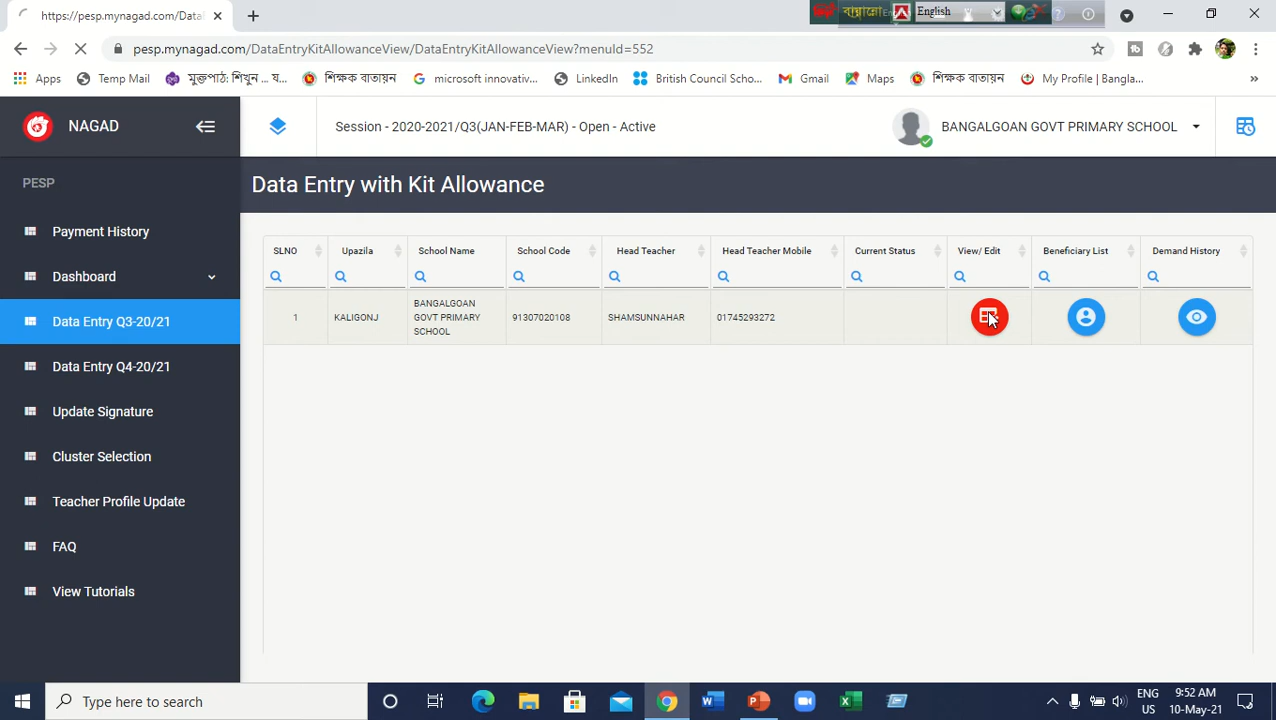 https://pesp.mynagad.com/Data
বাংলালো English
pesp.mynagad.com/DataEntryKitAllowanceView/DataEntryKitAllowanceView?menuId=552
Apps Temp Mail মুক্তপাঠ: শিখুন ... য... শিক্ষক বাতায়ন microsoft innovativ... LinkedIn British Council Scho... Gmail Maps শিক্ষক বাতায়ন My Profile | Bangla... »
NAGAD
Session - 2020-2021/Q3(JAN-FEB-MAR) - Open - Active
BANGALGOAN GOVT PRIMARY SCHOOL
PESP
Data Entry with Kit Allowance
Payment History
Dashboard
Data Entry Q3-20/21
Data Entry Q4-20/21
Update Signature
Cluster Selection
Teacher Profile Update
FAQ
View Tutorials
SLNO Upazila School Name School Code Head Teacher Head Teacher Mobile Current Status View/ Edit Beneficiary List Demand History
1 KALIGONJ BANGALGOAN GOVT PRIMARY SCHOOL 91307020108 SHAMSUNNAHAR 01745293272
Type here to search
ENG 9:52 AM
US 10-May-21